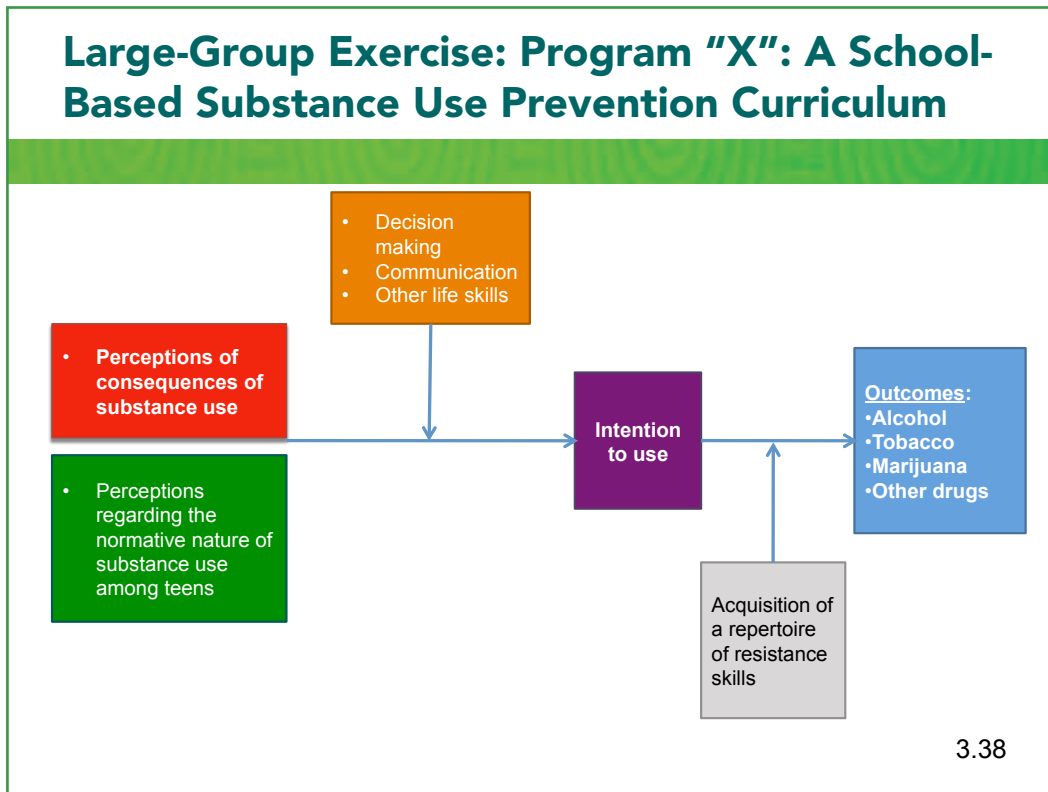 Large-Group Exercise: Program “X”: A School-
Based Substance Use Prevention Curriculum
• Decision
making
• Communication
• Other life skills
• Perceptions of
consequences of
substance use
• Perceptions
regarding the
normative nature of
substance use
among teens
Intention
to use
Outcomes:
•Alcohol
•Tobacco
•Marijuana
•Other drugs
Acquisition of
a repertoire
of resistance
skills
3.38